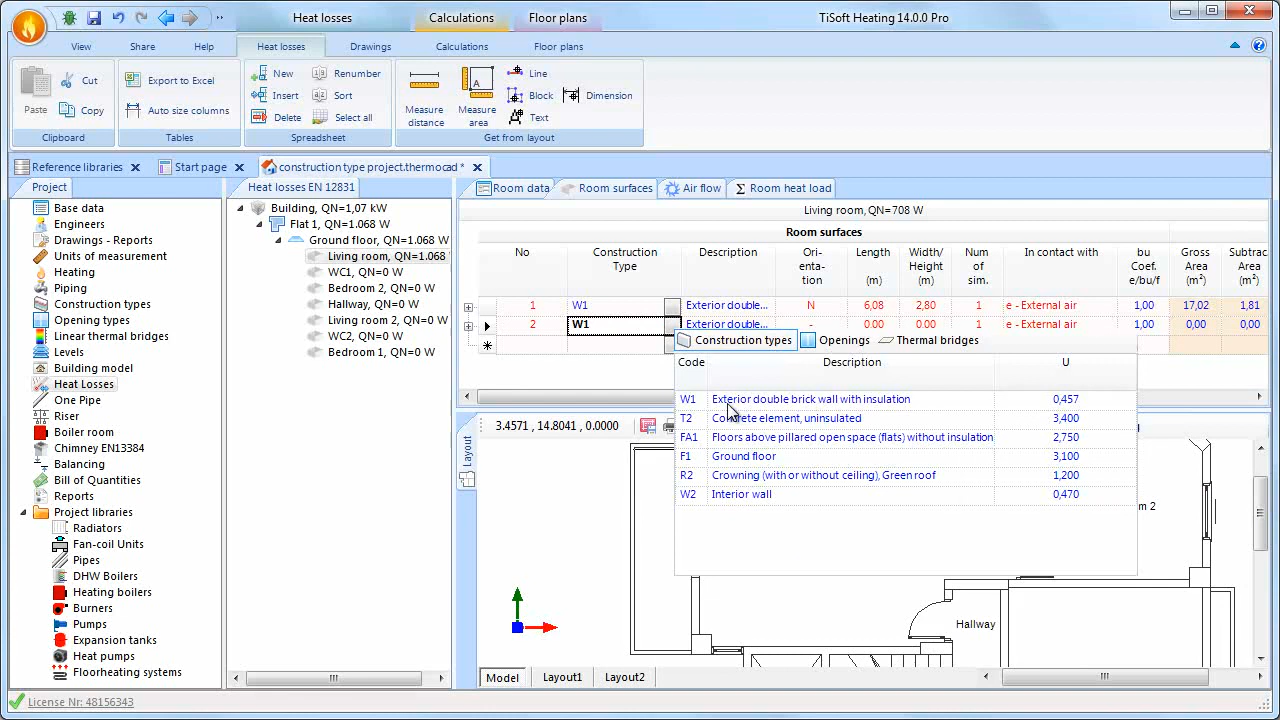 Heat losses
Calculations
Floor plans
TiSoft Heating 14.0.0 Pro
View
Share
Help
Heat losses
Drawings
Calculations
Floor plans
Paste
Cut
Copy
Clipboard
Export to Excel
Auto size columns
Tables
New
Insert
Delete
Renumber
Sort
Select all
Spreadsheet
Measure distance
Measure area
Line
Block
Text
Dimension
Get from layout
Reference libraries
Start page
construction type project.thermocad *
Project
Base data
Engineers
Drawings - Reports
Units of measurement
Heating
Piping
Construction types
Opening types
Linear thermal bridges
Levels
Building model
Heat Losses
One Pipe
Riser
Boiler room
Chimney EN13384
Balancing
Bill of Quantities
Reports
Project libraries
Radiators
Fan-coil Units
Pipes
DHW Boilers
Heating boilers
Burners
Pumps
Expansion tanks
Heat pumps
Floorheating systems
Heat losses EN 12831
Building, QN=1,07 kW
Flat 1, QN=1.068 W
Ground floor, QN=1.068 W
Living room, QN=1.068
WC1, QN=0 W
Bedroom 2, QN=0 W
Hallway, QN=0 W
Living room 2, QN=0 W
WC2, QN=0 W
Bedroom 1, QN=0 W
Room data
Room surfaces
Air flow
Σ Room heat load
Living room, QN=708 W
Room surfaces
No
Construction Type
Description
Ori-enta-tion
Length (m)
Width/ Height (m)
Num of sim.
In contact with
bu Coef. e/bu/f
Gross Area (m²)
Subtrac Area (m²)
1 W1 Exterior double... N 6,08 2,80 1 e - External air 1,00 17,02 1,81
2 W1 Exterior double... - 0.00 0.00 1 e - External air 1,00 0,00 0,00
Construction types
Openings
Thermal bridges
Code Description U
W1 Exterior double brick wall with insulation 0,457
T2 Concrete element, uninsulated 3,400
FA1 Floors above pillared open space (flats) without insulation 2,750
F1 Ground floor 3,100
R2 Crowning (with or without ceiling), Green roof 1,200
W2 Interior wall 0,470
Layout
3.4571 , 14.8041 , 0.0000
m 2
Hallway
Model
Layout1
Layout2
License Nr: 48156343